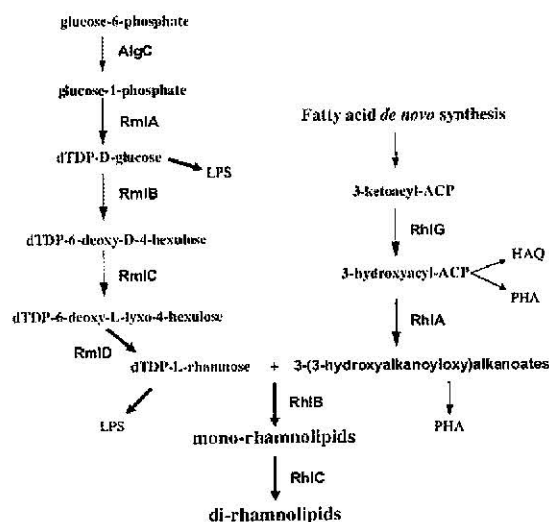 glucose-6-phosphate
AlgC
glucose-1-phosphate
RmlA
dTDP-D-glucose
LPS
RmlB
dTDP-6-deoxy-D-4-hexulose
RmlC
dTDP-6-deoxy-L-lyxo-4-hexulose
RmlD
Fatty acid de novo synthesis
3-ketoacyl-ACP
RhlG
3-hydroxyacyl-ACP
HAQ
PHA
RhlA
dTDP-L-rhamnose + 3-(3-hydroxyalkanoyloxy)alkanoates
LPS
RhlB
PHA
mono-rhamnolipids
RhlC
di-rhamnolipids